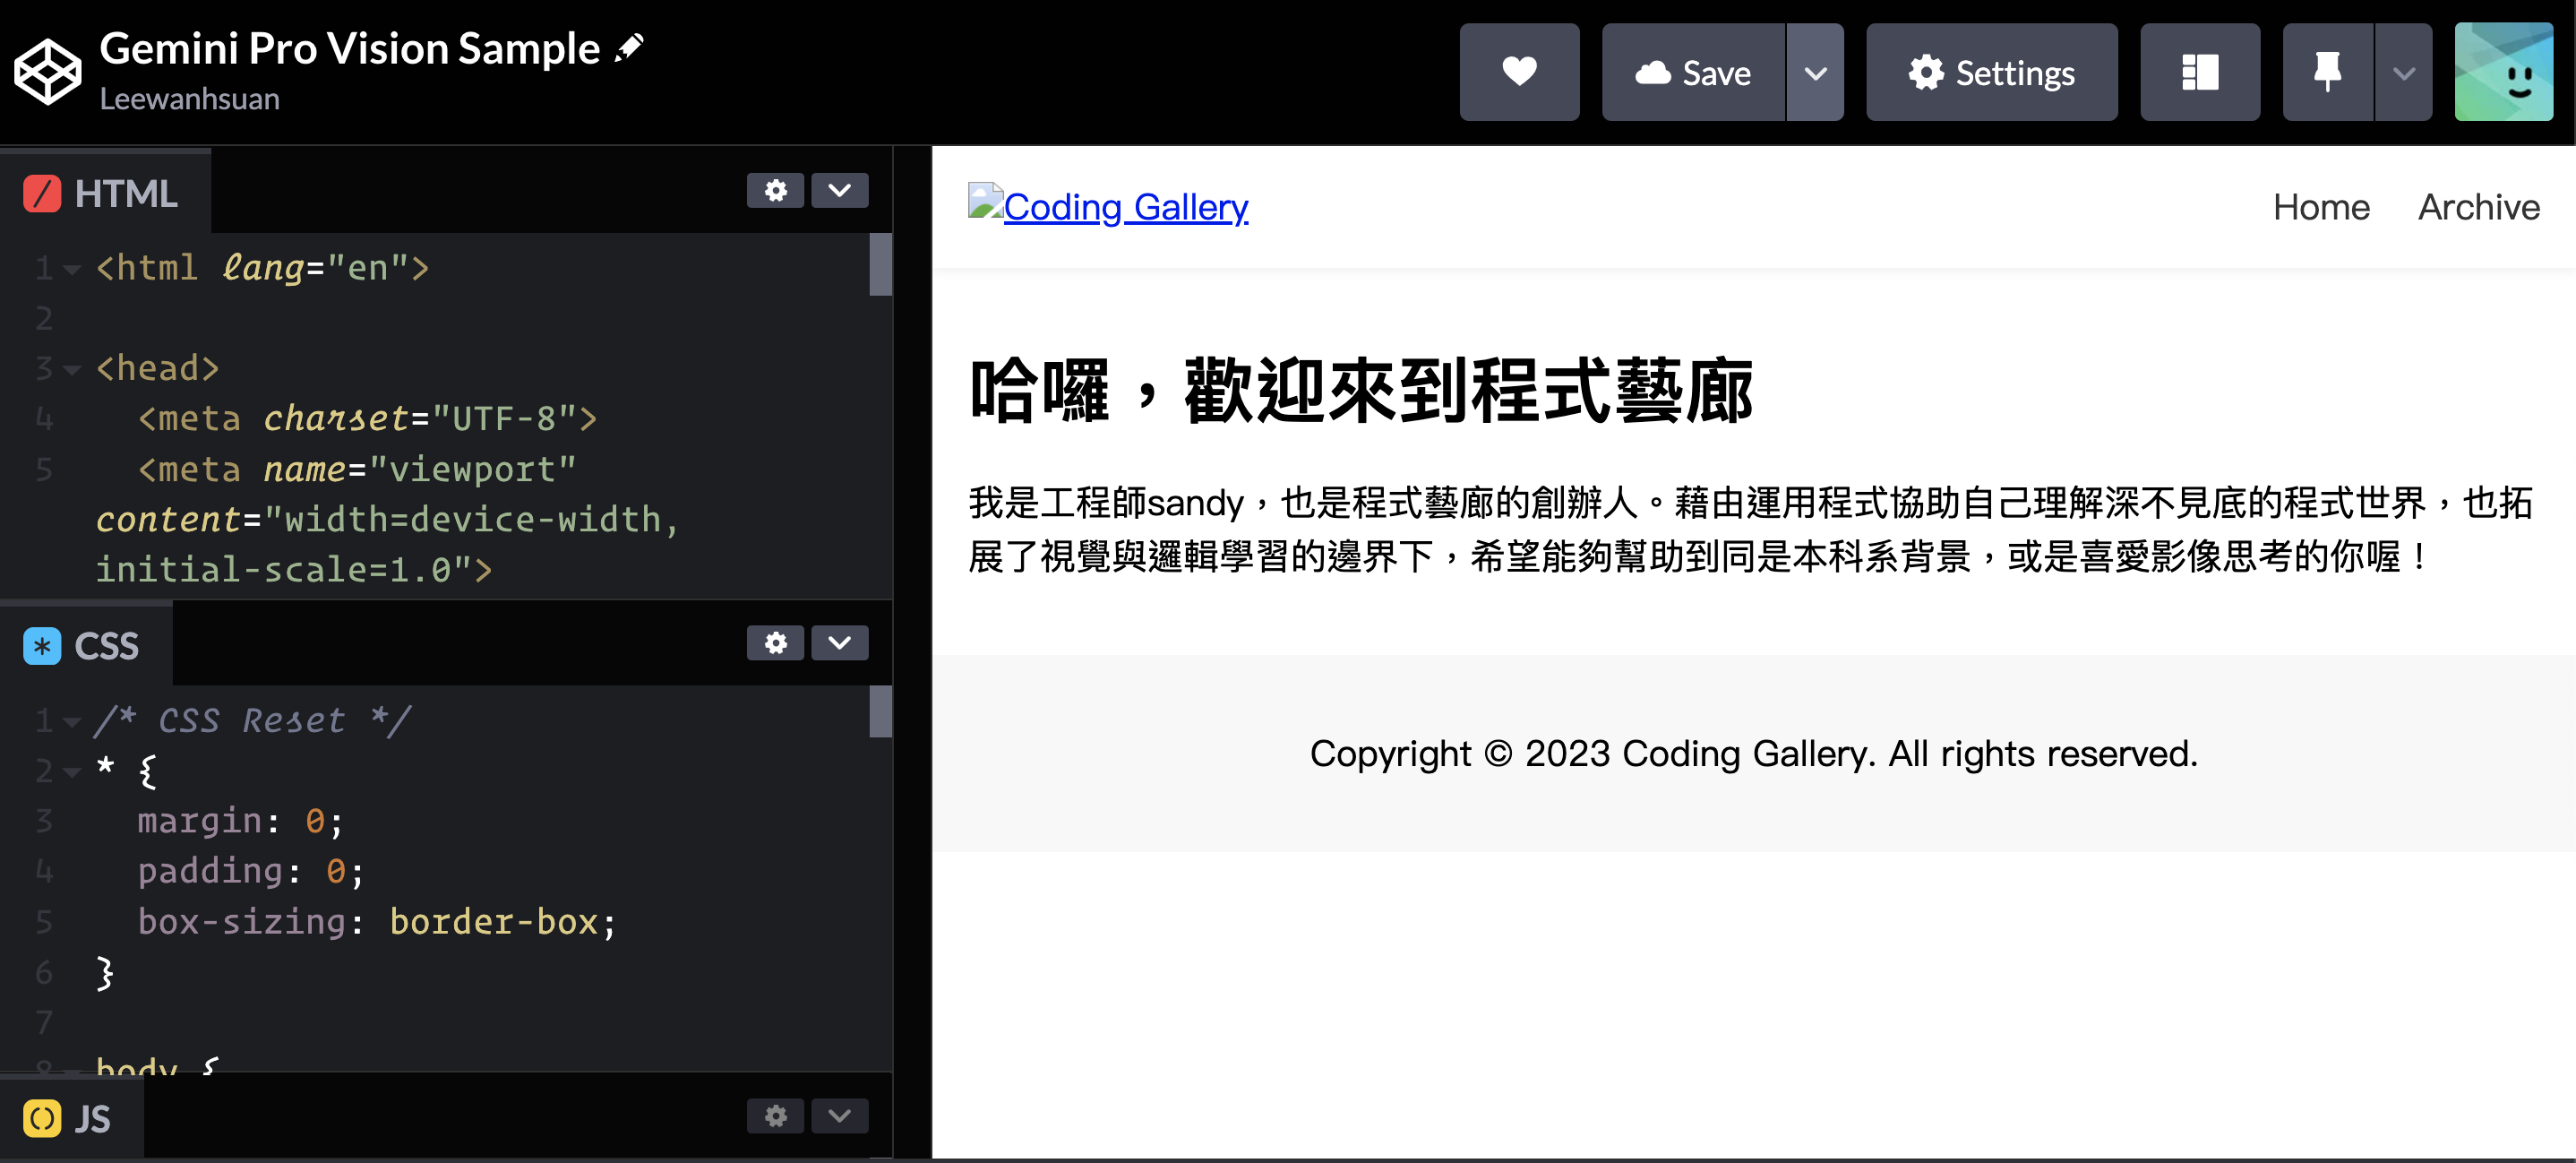 Gemini Pro Vision Sample
Leewanhsuan
Save
Settings
HTML
1 <html lang="en">
2
3 <head>
4 <meta charset="UTF-8">
5 <meta name="viewport"
content="width=device-width,
initial-scale=1.0">
CSS
1 /* CSS Reset */
2 * {
3 margin: 0;
4 padding: 0;
5 box-sizing: border-box;
6 }
7
8 body {
JS
Coding Gallery
Home Archive
哈囉，歡迎來到程式藝廊
我是工程師sandy，也是程式藝廊的創辦人。藉由運用程式協助自己理解深不見底的程式世界，也拓
展了視覺與邏輯學習的邊界下，希望能夠幫助到同是本科系背景，或是喜愛影像思考的你喔！
Copyright © 2023 Coding Gallery. All rights reserved.